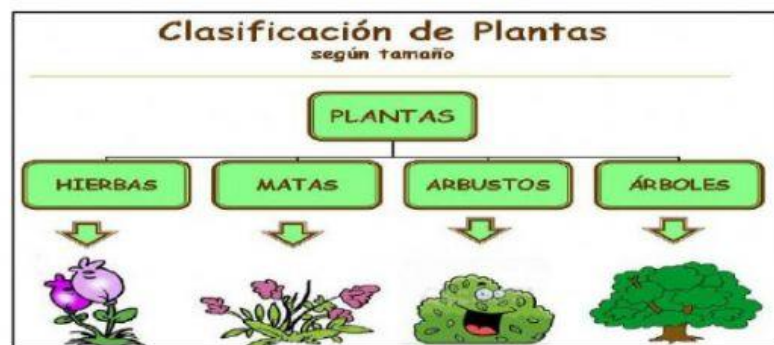 Clasificación de Plantas
según tamaño
PLANTAS
HIERBAS
MATAS
ARBUSTOS
ÁRBOLES